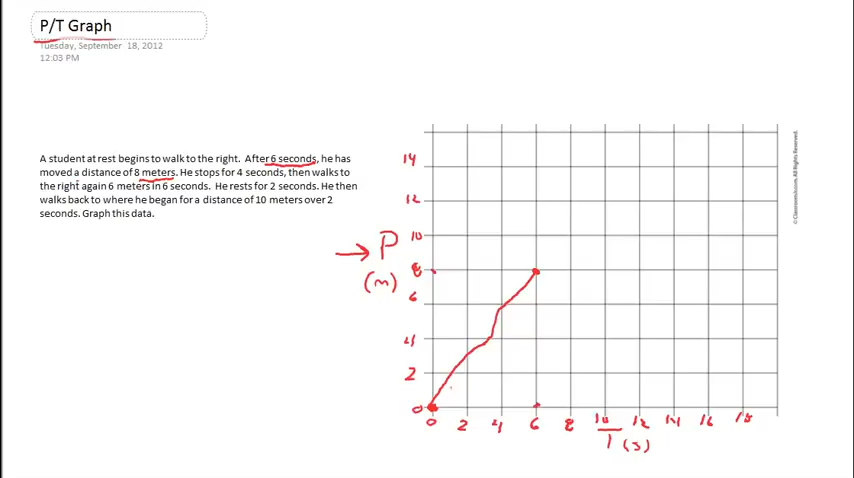 P/T Graph
Tuesday, September 18, 2012
12:03 PM
A student at rest begins to walk to the right. After 6 seconds, he has
moved a distance of 8 meters. He stops for 4 seconds, then walks to
the right again 6 meters in 6 seconds. He rests for 2 seconds. He then
walks back to where he began for a distance of 10 meters over 2
seconds. Graph this data.
P
(m)
14
12
10
8
6
4
2
0
0 2 4 6 8 10 12 14 16 18
T (s)